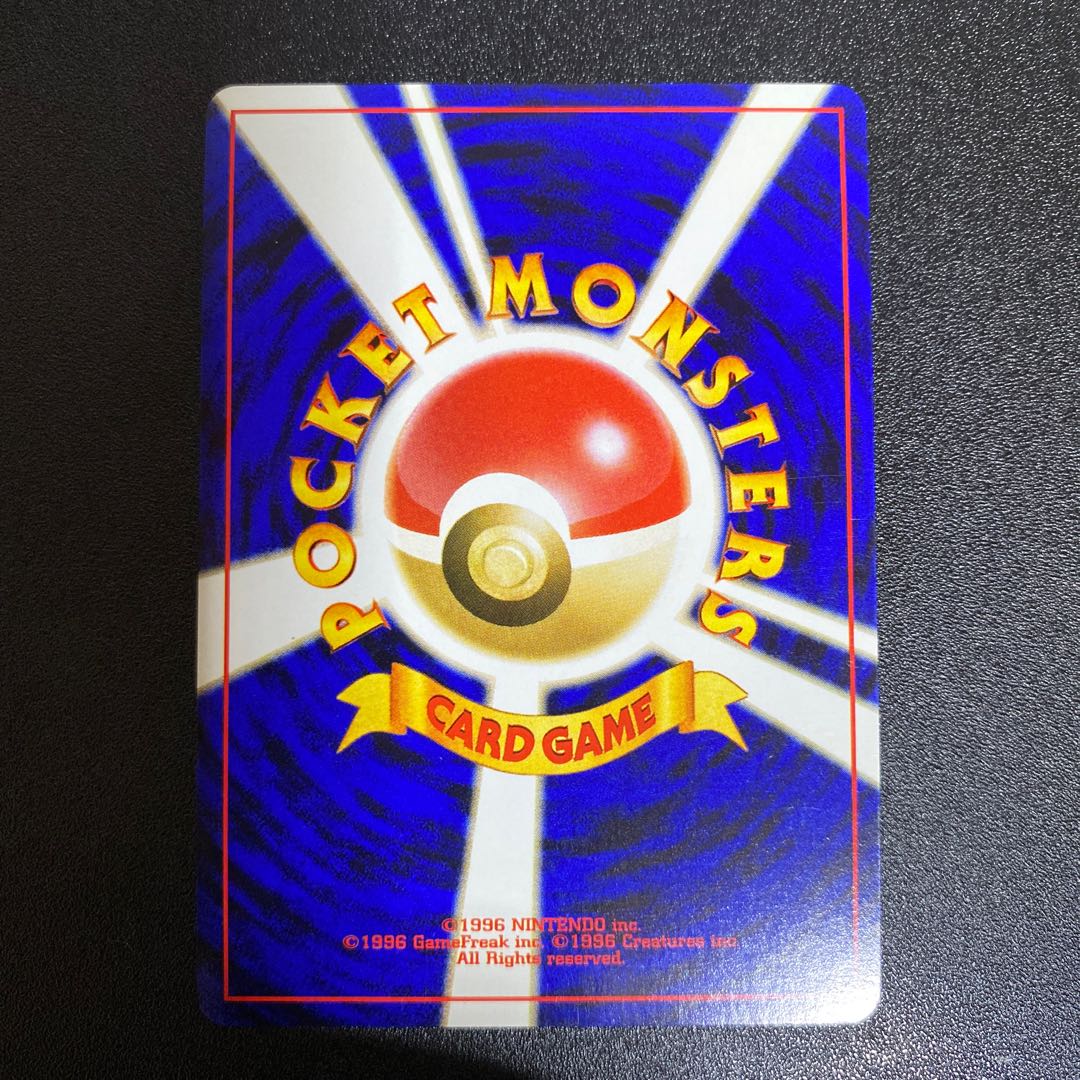 POCKET MONSTERS
CARD GAME
©1996 NINTENDO inc.
©1996 GameFreak inc. ©1996 Creatures inc.
All Rights reserved.